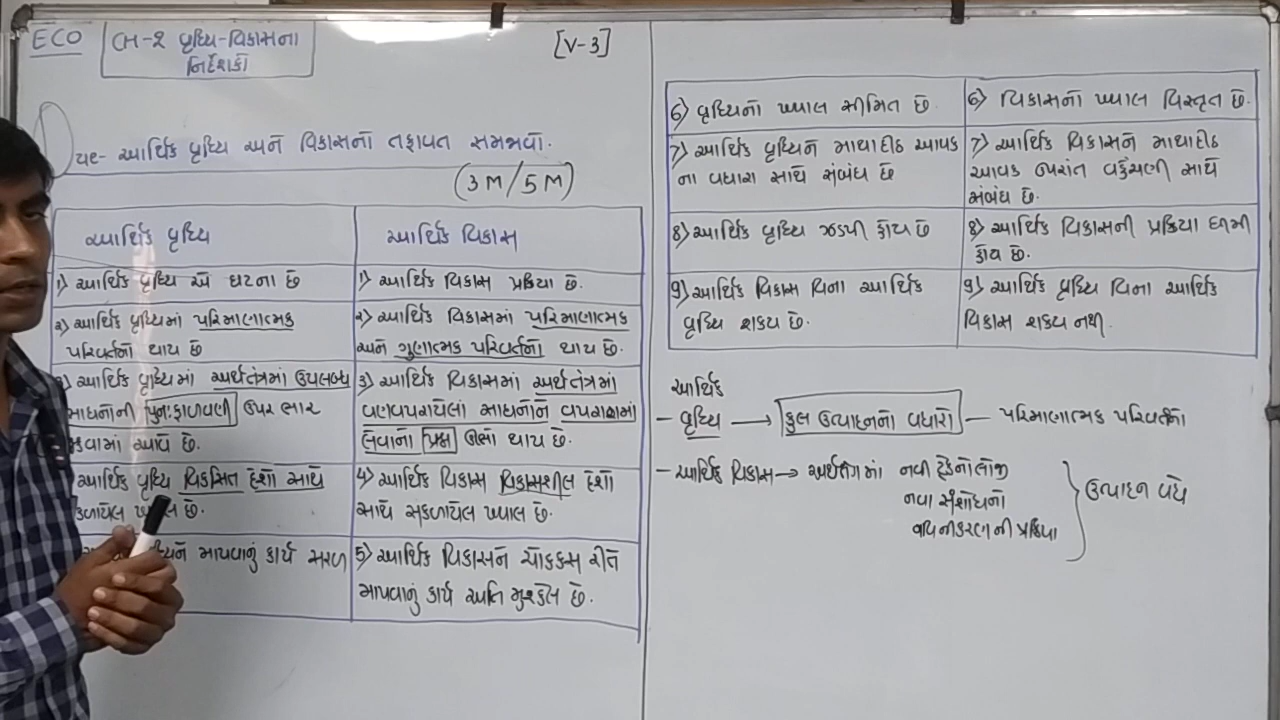 ECO
CH-2 વૃધ્ધિ-વિકાસના
નિર્દેશકો
[V-3]
આર્થિક વૃધ્ધિ અને વિકાસનો તફાવત સમજાવો.
(3M/5M)
આર્થિક વૃધ્ધિ
આર્થિક વિકાસ
1) આર્થિક વૃધ્ધિ એ ઘટના છે
1) આર્થિક વિકાસ પ્રક્રિયા છે.
2) આર્થિક વૃધ્ધિમાં પરિમાણાત્મક
પરિવર્તનો થાય છે
2) આર્થિક વિકાસમાં પરિમાણાત્મક
અને ગુણાત્મક પરિવર્તનો થાય છે.
આર્થિક વૃધ્ધિમાં અર્થતંત્રમાં ઉપલબ્ધ
સાધનોની પુનઃફાળવણી ઉપર ભાર
આવે છે.
3) આર્થિક વિકાસમાં અર્થતંત્રમાં
વણવપરાયેલાં સાધનોને વપરાશમાં
લેવાનો પ્રશ્ન ઊભો થાય છે.
આર્થિક વૃધ્ધિ વિકસિત દેશો સાથે
છે.
4) આર્થિક વિકાસ વિકાસશીલ દેશો
સાથે સંકળાયેલ ખ્યાલ છે.
માપવાનું કાર્ય સરળ
5) આર્થિક વિકાસને ચોક્કસ રીતે
માપવાનું કાર્ય અતિ મુશ્કેલ છે.
6) વૃધ્ધિનો ખ્યાલ સીમિત છે
6) વિકાસનો ખ્યાલ વિસ્તૃત છે.
7) આર્થિક વૃધ્ધિને માથાદીઠ આવક
ના વધારા સાથે સંબંધ છે
7) આર્થિક વિકાસને માથાદીઠ
આવક ઉપરાંત વહેંચણી સાથે
સંબંધ છે.
8) આર્થિક વૃધ્ધિ ઝડપી હોય છે
8) આર્થિક વિકાસની પ્રક્રિયા ધીમી
હોય છે.
9) આર્થિક વિકાસ વિના આર્થિક
વૃધ્ધિ શક્ય છે.
9) આર્થિક વૃધ્ધિ વિના આર્થિક
વિકાસ શક્ય નથી.
આર્થિક
- વૃધ્ધિ → કુલ ઉત્પાદનનો વધારો - પરિમાણાત્મક પરિવર્તનો
- આર્થિક વિકાસ → અર્થતંત્રમાં નવી ટેકનોલોજી
નવા સંશોધનો
ની પ્રક્રિયા
ઉત્પાદન વધે